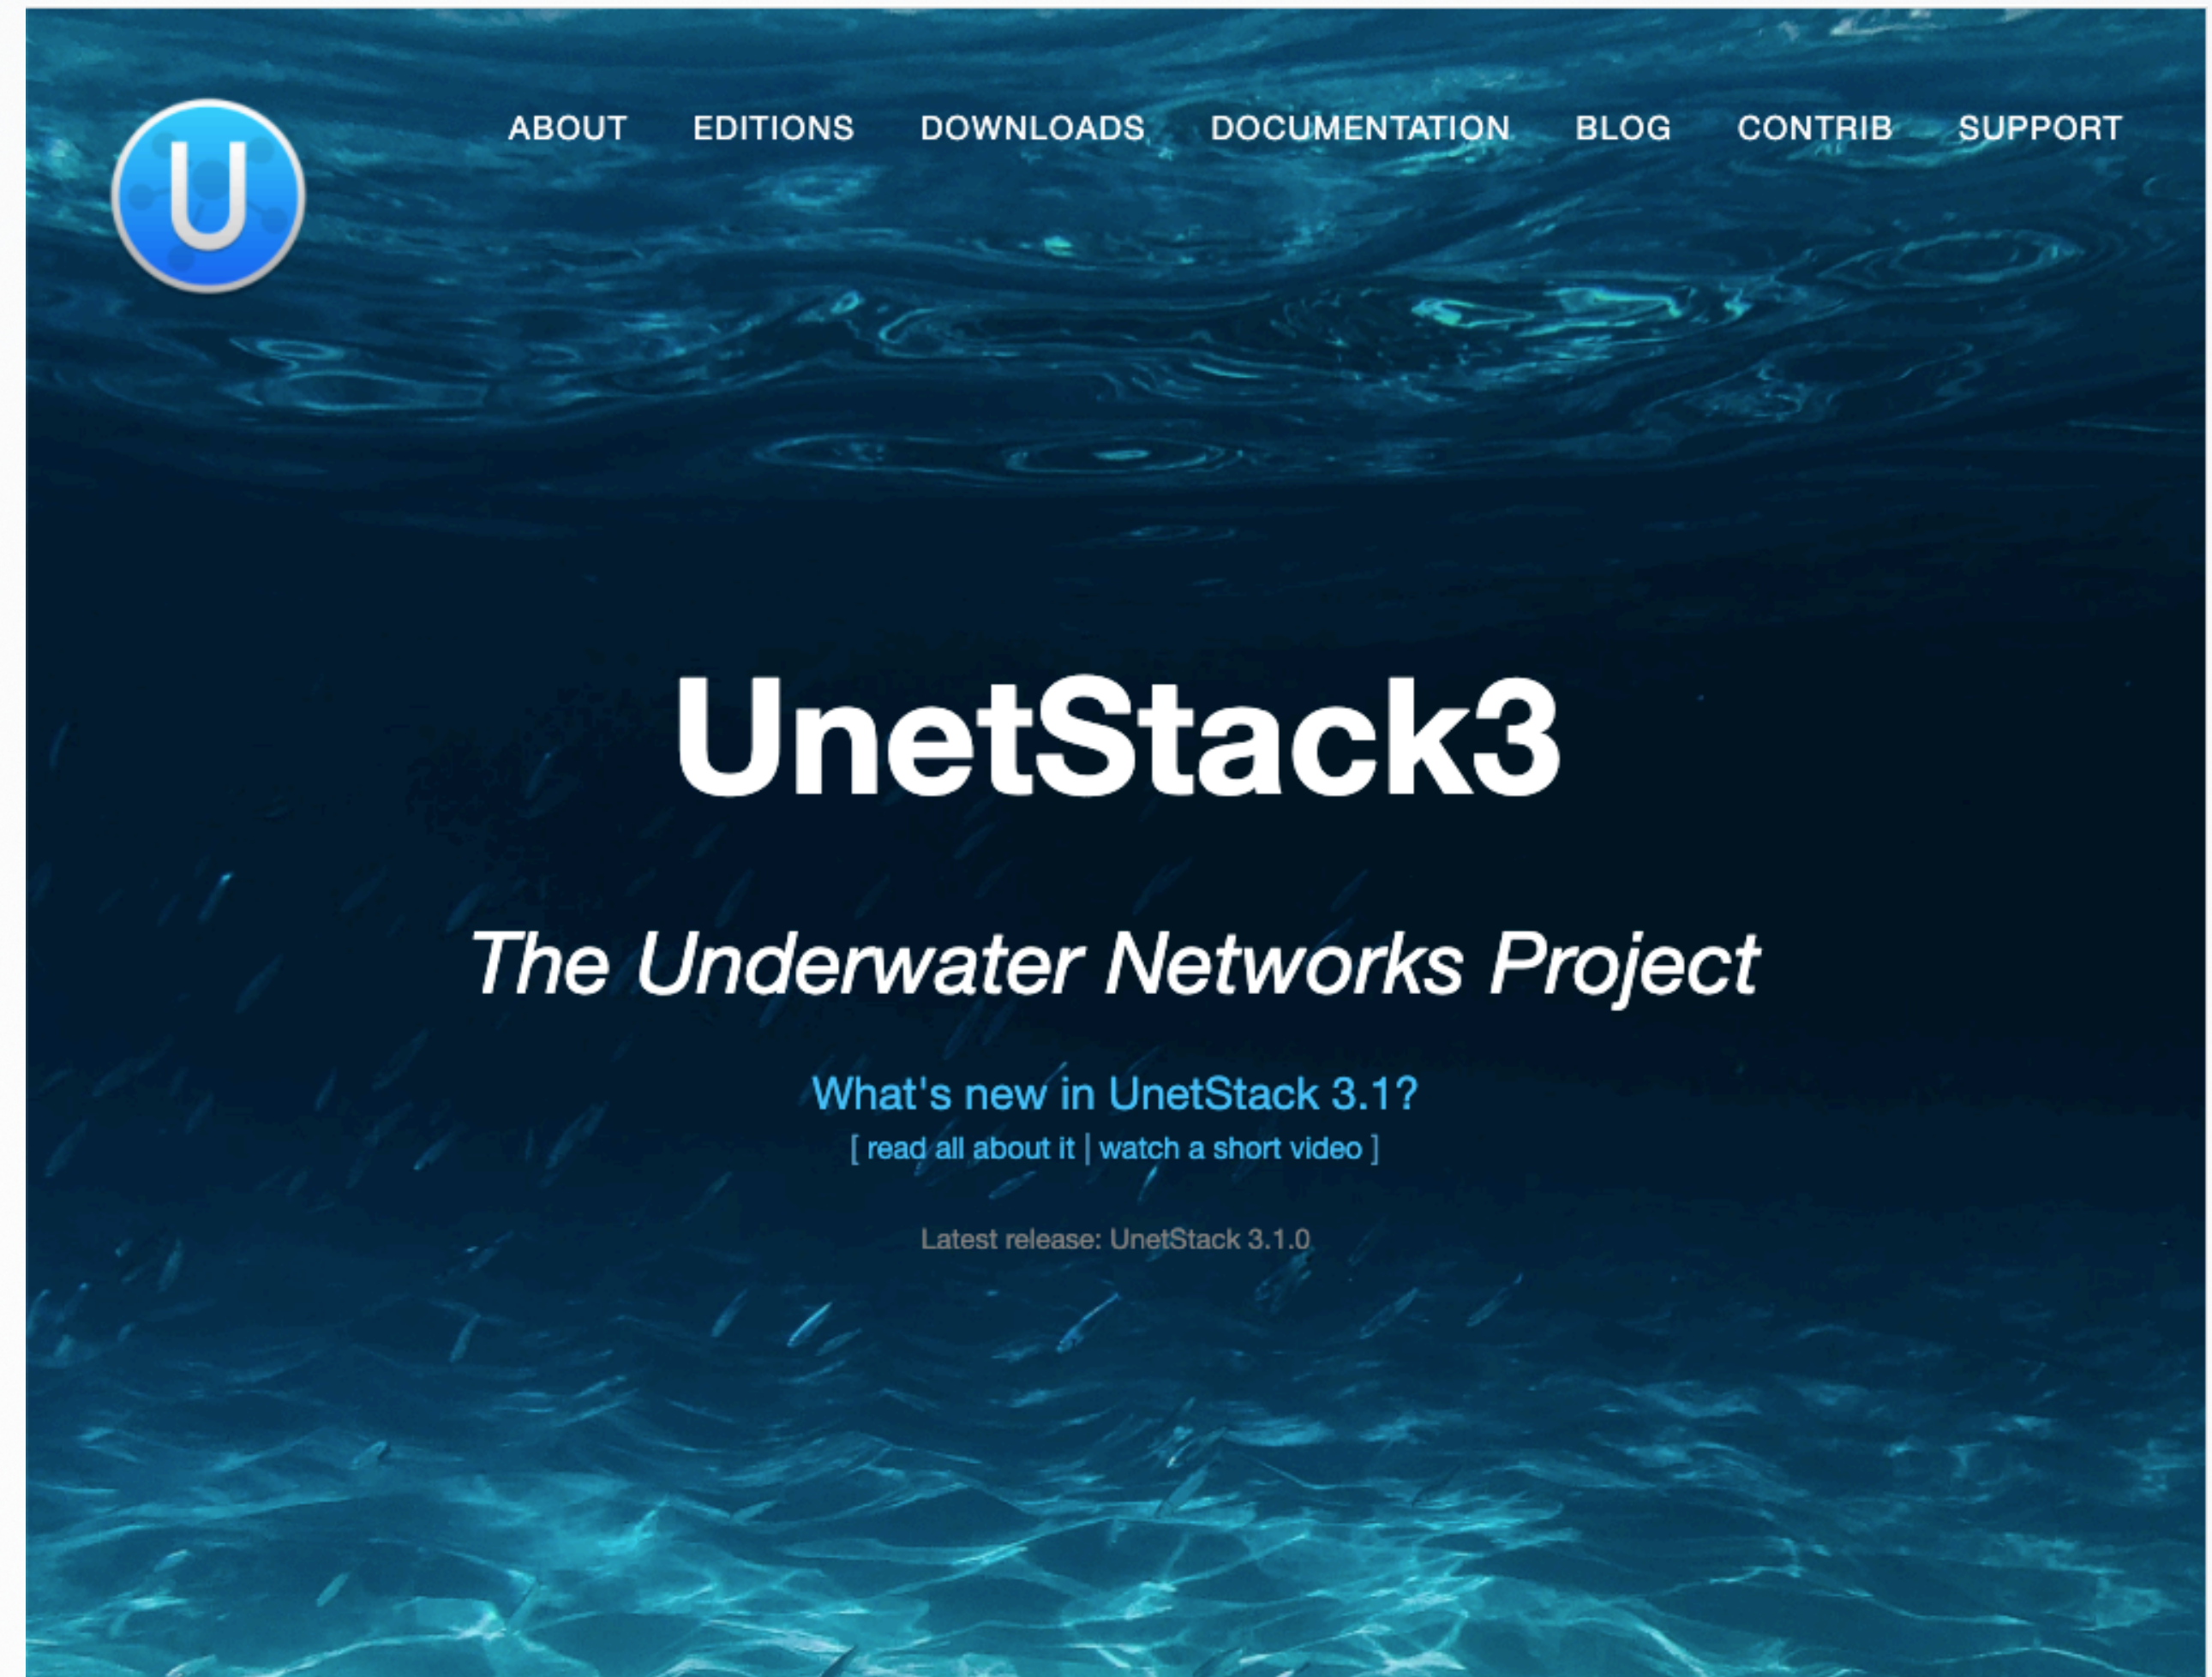 U
ABOUT EDITIONS DOWNLOADS DOCUMENTATION BLOG CONTRIB SUPPORT
UnetStack3
The Underwater Networks Project
What's new in UnetStack 3.1?
[ read all about it | watch a short video ]
Latest release: UnetStack 3.1.0